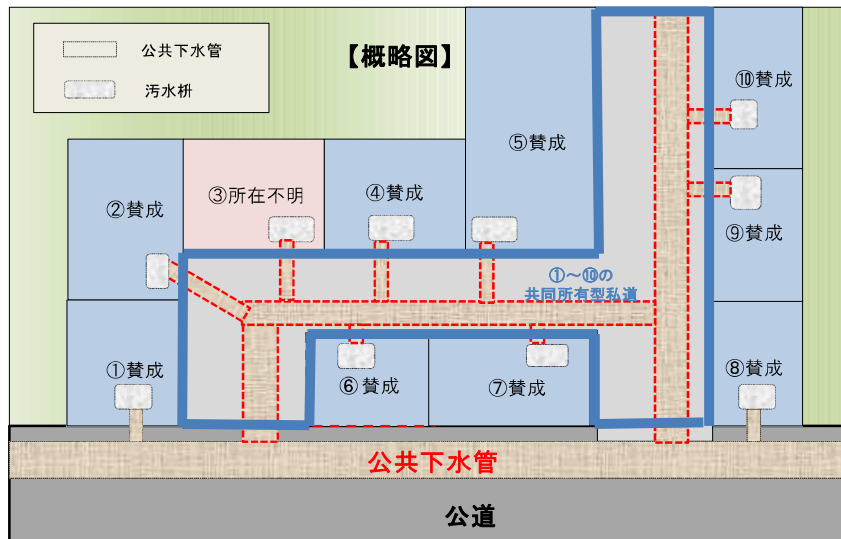 公共下水管
汚水枡
【概略図】
⑩賛成
⑤賛成
③所在不明
④賛成
②賛成
⑨賛成
①~⑩の
共同所有型私道
①賛成
⑥賛成
⑦賛成
⑧賛成
公共下水管
公道